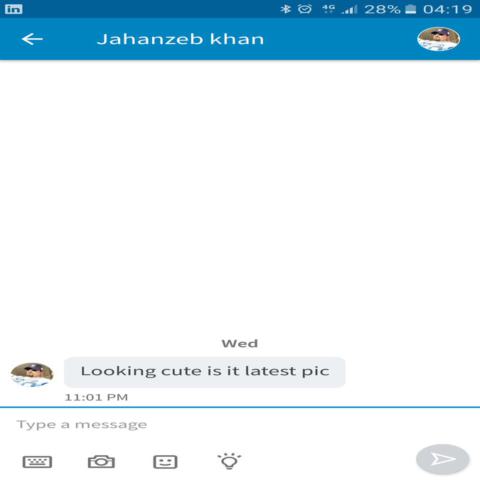 in 4G 28% 04:19
Jahanzeb khan
Wed
Looking cute is it latest pic
11:01 PM
Type a message